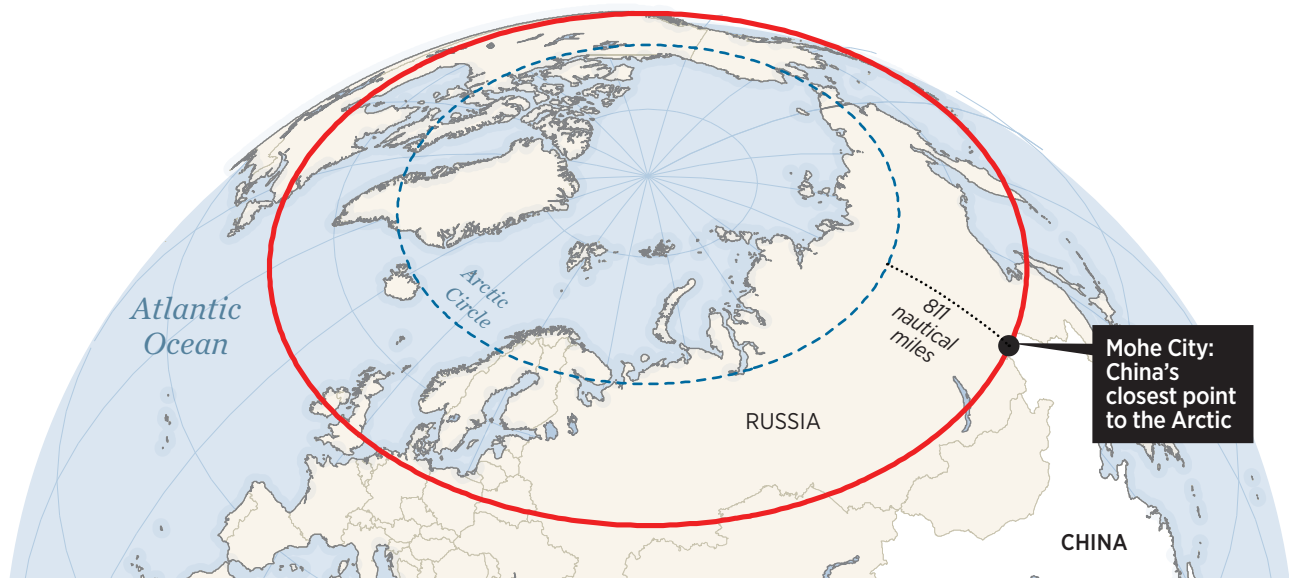 Atlantic
Ocean
Arctic
Circle
811
nautical
miles
Mohe City:
China's
closest point
to the Arctic
RUSSIA
CHINA